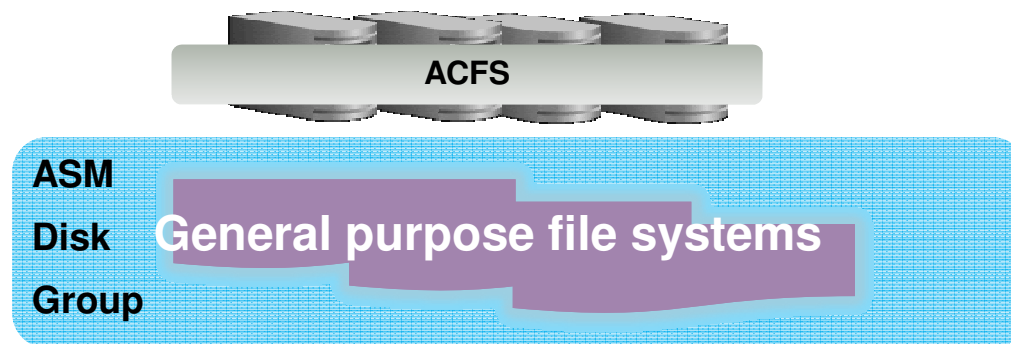 ACFS
ASM
Disk
Group
General purpose file systems